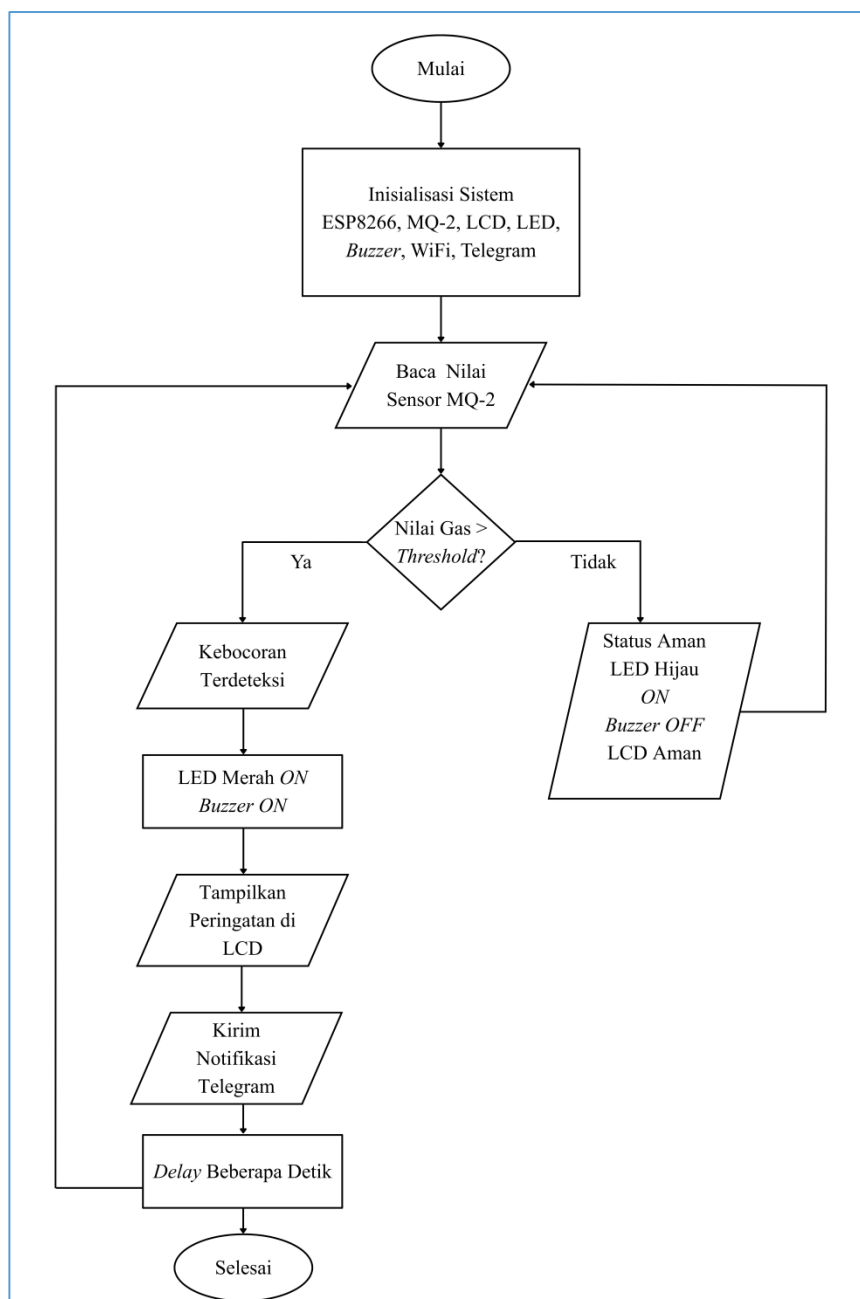 Mulai
Inisialisasi Sistem
ESP8266, MQ-2, LCD, LED,
Buzzer, WiFi, Telegram
Baca Nilai
Sensor MQ-2
Nilai Gas >
Threshold?
Ya
Tidak
Kebocoran
Terdeteksi
Status Aman
LED Hijau
ON
Buzzer OFF
LCD Aman
LED Merah ON
Buzzer ON
Tampilkan
Peringatan di
LCD
Kirim
Notifikasi
Telegram
Delay Beberapa Detik
Selesai